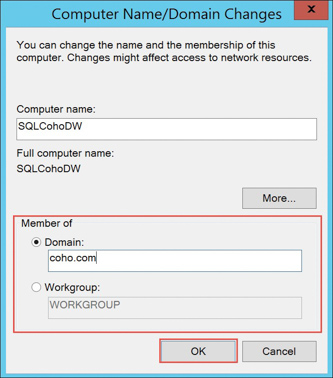 Computer Name/Domain Changes
x
You can change the name and the membership of this
computer. Changes might affect access to network resources.
Computer name:
SQLCohoDW
Full computer name:
SQLCohoDW
More...
Member of
Domain:
coho.com
Workgroup:
WORKGROUP
OK Cancel